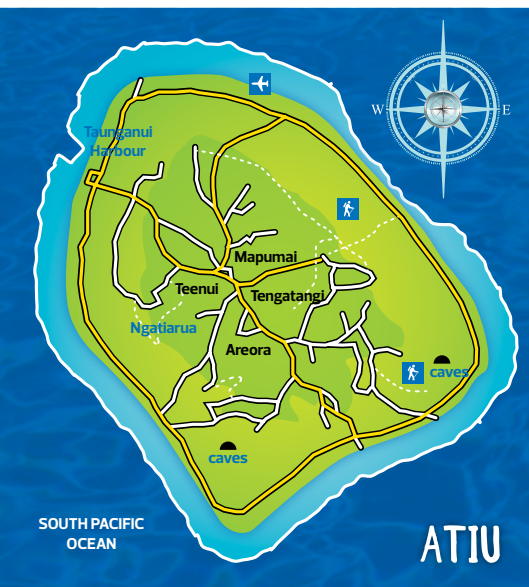 W
E
Taunganui
Harbour
Mapumai
Teenui
Tengatangi
Ngatiarua
Areora
caves
caves
SOUTH PACIFIC
OCEAN
ATIU